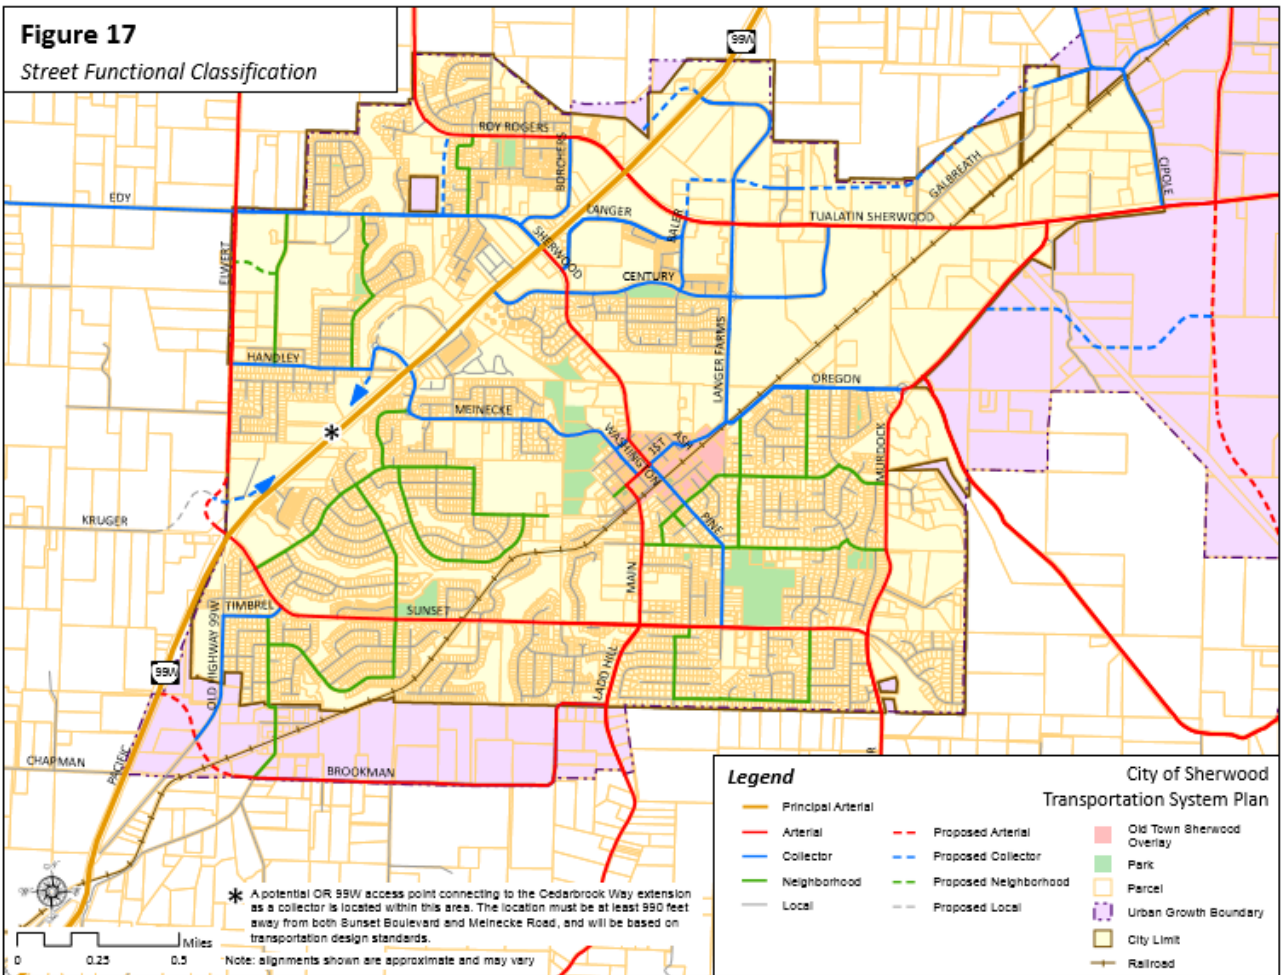 Figure 17
Street Functional Classification
99W
ROY ROGERS
BORCHERS
GALBREATH
CIPOLE
EDY
LANGER
BALER
TUALATIN SHERWOOD
SHERWOOD
ELWERT
CENTURY
LANGER FARMS
HANDLEY
OREGON
MEINECKE
*
ASH
1ST
WASHINGTON
MURDOCK
KRUGER
PINE
MAIN
TIMBREL
SUNSET
OLD HIGHWAY 99W
99W
LADD HILL
PACIFIC
CHAPMAN
BROOKMAN
R
Legend
City of Sherwood
Transportation System Plan
Principal Arterial
Arterial
Collector
Neighborhood
Local
Proposed Arterial
Proposed Collector
Proposed Neighborhood
Proposed Local
Old Town Sherwood
Overlay
Park
Parcel
Urban Growth Boundary
City Limit
Railroad
* A potential OR 99W access point connecting to the Cedarbrook Way extension
as a collector is located within this area. The location must be at least 990 feet
away from both Sunset Boulevard and Meinecke Road, and will be based on
transportation design standards.
Miles
0 0.25 0.5
Note: alignments shown are approximate and may vary